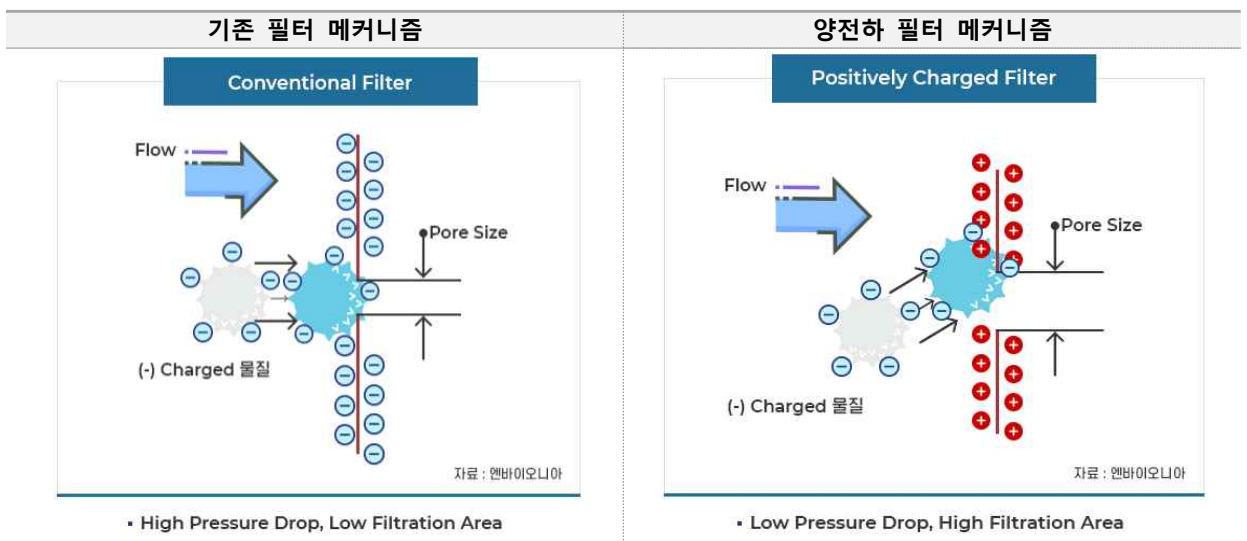 기존 필터 메커니즘
양전하 필터 메커니즘
Conventional Filter
Flow
Pore Size
(-) Charged 물질
자료 : 엔바이오니아
▪ High Pressure Drop, Low Filtration Area
Positively Charged Filter
Flow
Pore Size
(-) Charged 물질
자료 : 엔바이오니아
▪ Low Pressure Drop, High Filtration Area